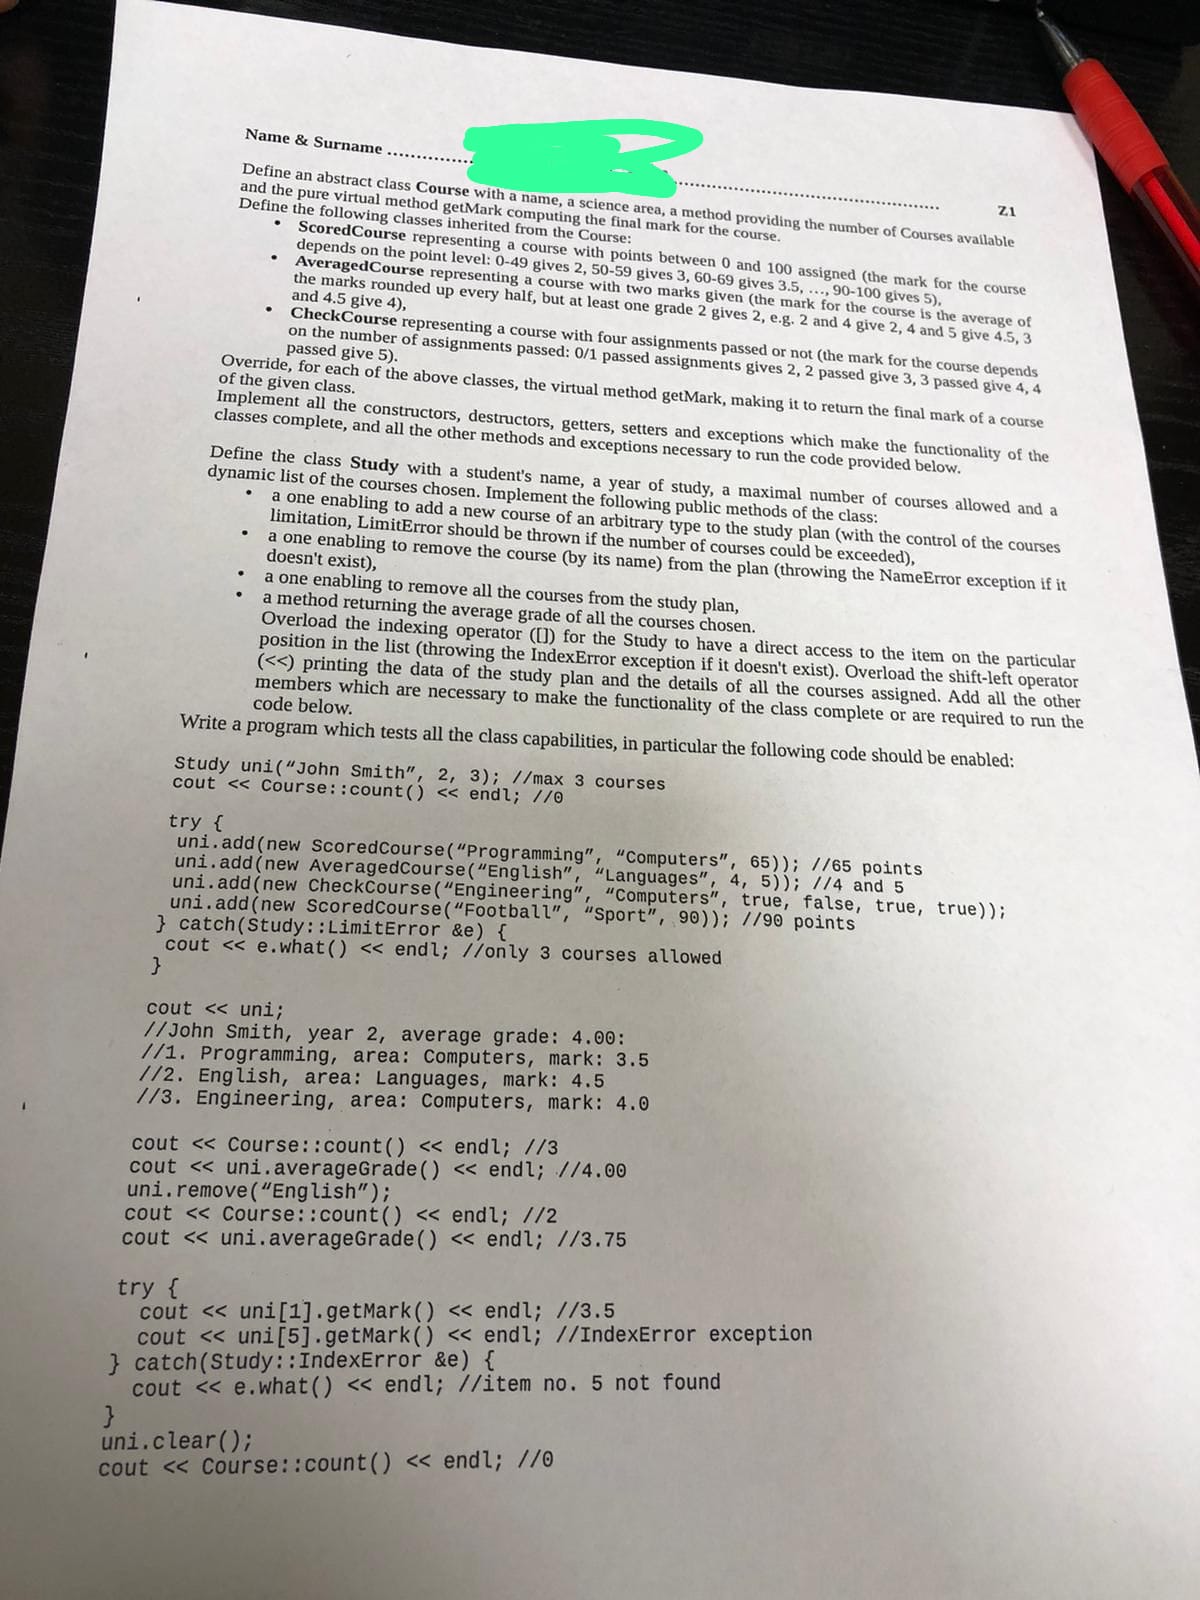 Name & Surname ..............
Z1
Define an abstract class Course with a name, a science area, a method providing the number of Courses available
and the pure virtual method getMark computing the final mark for the course.
Define the following classes inherited from the Course:
• ScoredCourse representing a course with points between 0 and 100 assigned (the mark for the course
depends on the point level: 0-49 gives 2, 50-59 gives 3, 60-69 gives 3.5, ..., 90-100 gives 5),
• AveragedCourse representing a course with two marks given (the mark for the course is the average of
the marks rounded up every half, but at least one grade 2 gives 2, e.g. 2 and 4 give 2, 4 and 5 give 4.5, 3
and 4.5 give 4),
• CheckCourse representing a course with four assignments passed or not (the mark for the course depends
on the number of assignments passed: 0/1 passed assignments gives 2, 2 passed give 3, 3 passed give 4, 4
passed give 5).
Override, for each of the above classes, the virtual method getMark, making it to return the final mark of a course
of the given class.
Implement all the constructors, destructors, getters, setters and exceptions which make the functionality of the
classes complete, and all the other methods and exceptions necessary to run the code provided below.
Define the class Study with a student's name, a year of study, a maximal number of courses allowed and a
dynamic list of the courses chosen. Implement the following public methods of the class:
• a one enabling to add a new course of an arbitrary type to the study plan (with the control of the courses
limitation, LimitError should be thrown if the number of courses could be exceeded),
• a one enabling to remove the course (by its name) from the plan (throwing the NameError exception if it
doesn't exist),
• a one enabling to remove all the courses from the study plan,
• a method returning the average grade of all the courses chosen.
Overload the indexing operator ([]) for the Study to have a direct access to the item on the particular
position in the list (throwing the IndexError exception if it doesn't exist). Overload the shift-left operator
(<<) printing the data of the study plan and the details of all the courses assigned. Add all the other
members which are necessary to make the functionality of the class complete or are required to run the
code below.
Write a program which tests all the class capabilities, in particular the following code should be enabled:
Study uni(“John Smith”, 2, 3); //max 3 courses
cout << Course::count() << endl; //0
try {
uni.add(new ScoredCourse(“Programming”, “Computers”, 65)); //65 points
uni.add(new AveragedCourse(“English”, “Languages”, 4, 5)); //4 and 5
uni.add(new CheckCourse(“Engineering”, “Computers”, true, false, true, true));
uni.add(new ScoredCourse(“Football”, “Sport”, 90)); //90 points
} catch(Study::LimitError &e) {
cout << e.what() << endl; //only 3 courses allowed
}
cout << uni;
//John Smith, year 2, average grade: 4.00:
//1. Programming, area: Computers, mark: 3.5
//2. English, area: Languages, mark: 4.5
//3. Engineering, area: Computers, mark: 4.0
cout << Course::count() << endl; //3
cout << uni.averageGrade() << endl; //4.00
uni.remove(“English”);
cout << Course::count() << endl; //2
cout << uni.averageGrade() << endl; //3.75
try {
cout << uni[1].getMark() << endl; //3.5
cout << uni[5].getMark() << endl; //IndexError exception
} catch(Study::IndexError &e) {
cout << e.what() << endl; //item no. 5 not found
}
uni.clear();
cout << Course::count() << endl; //0